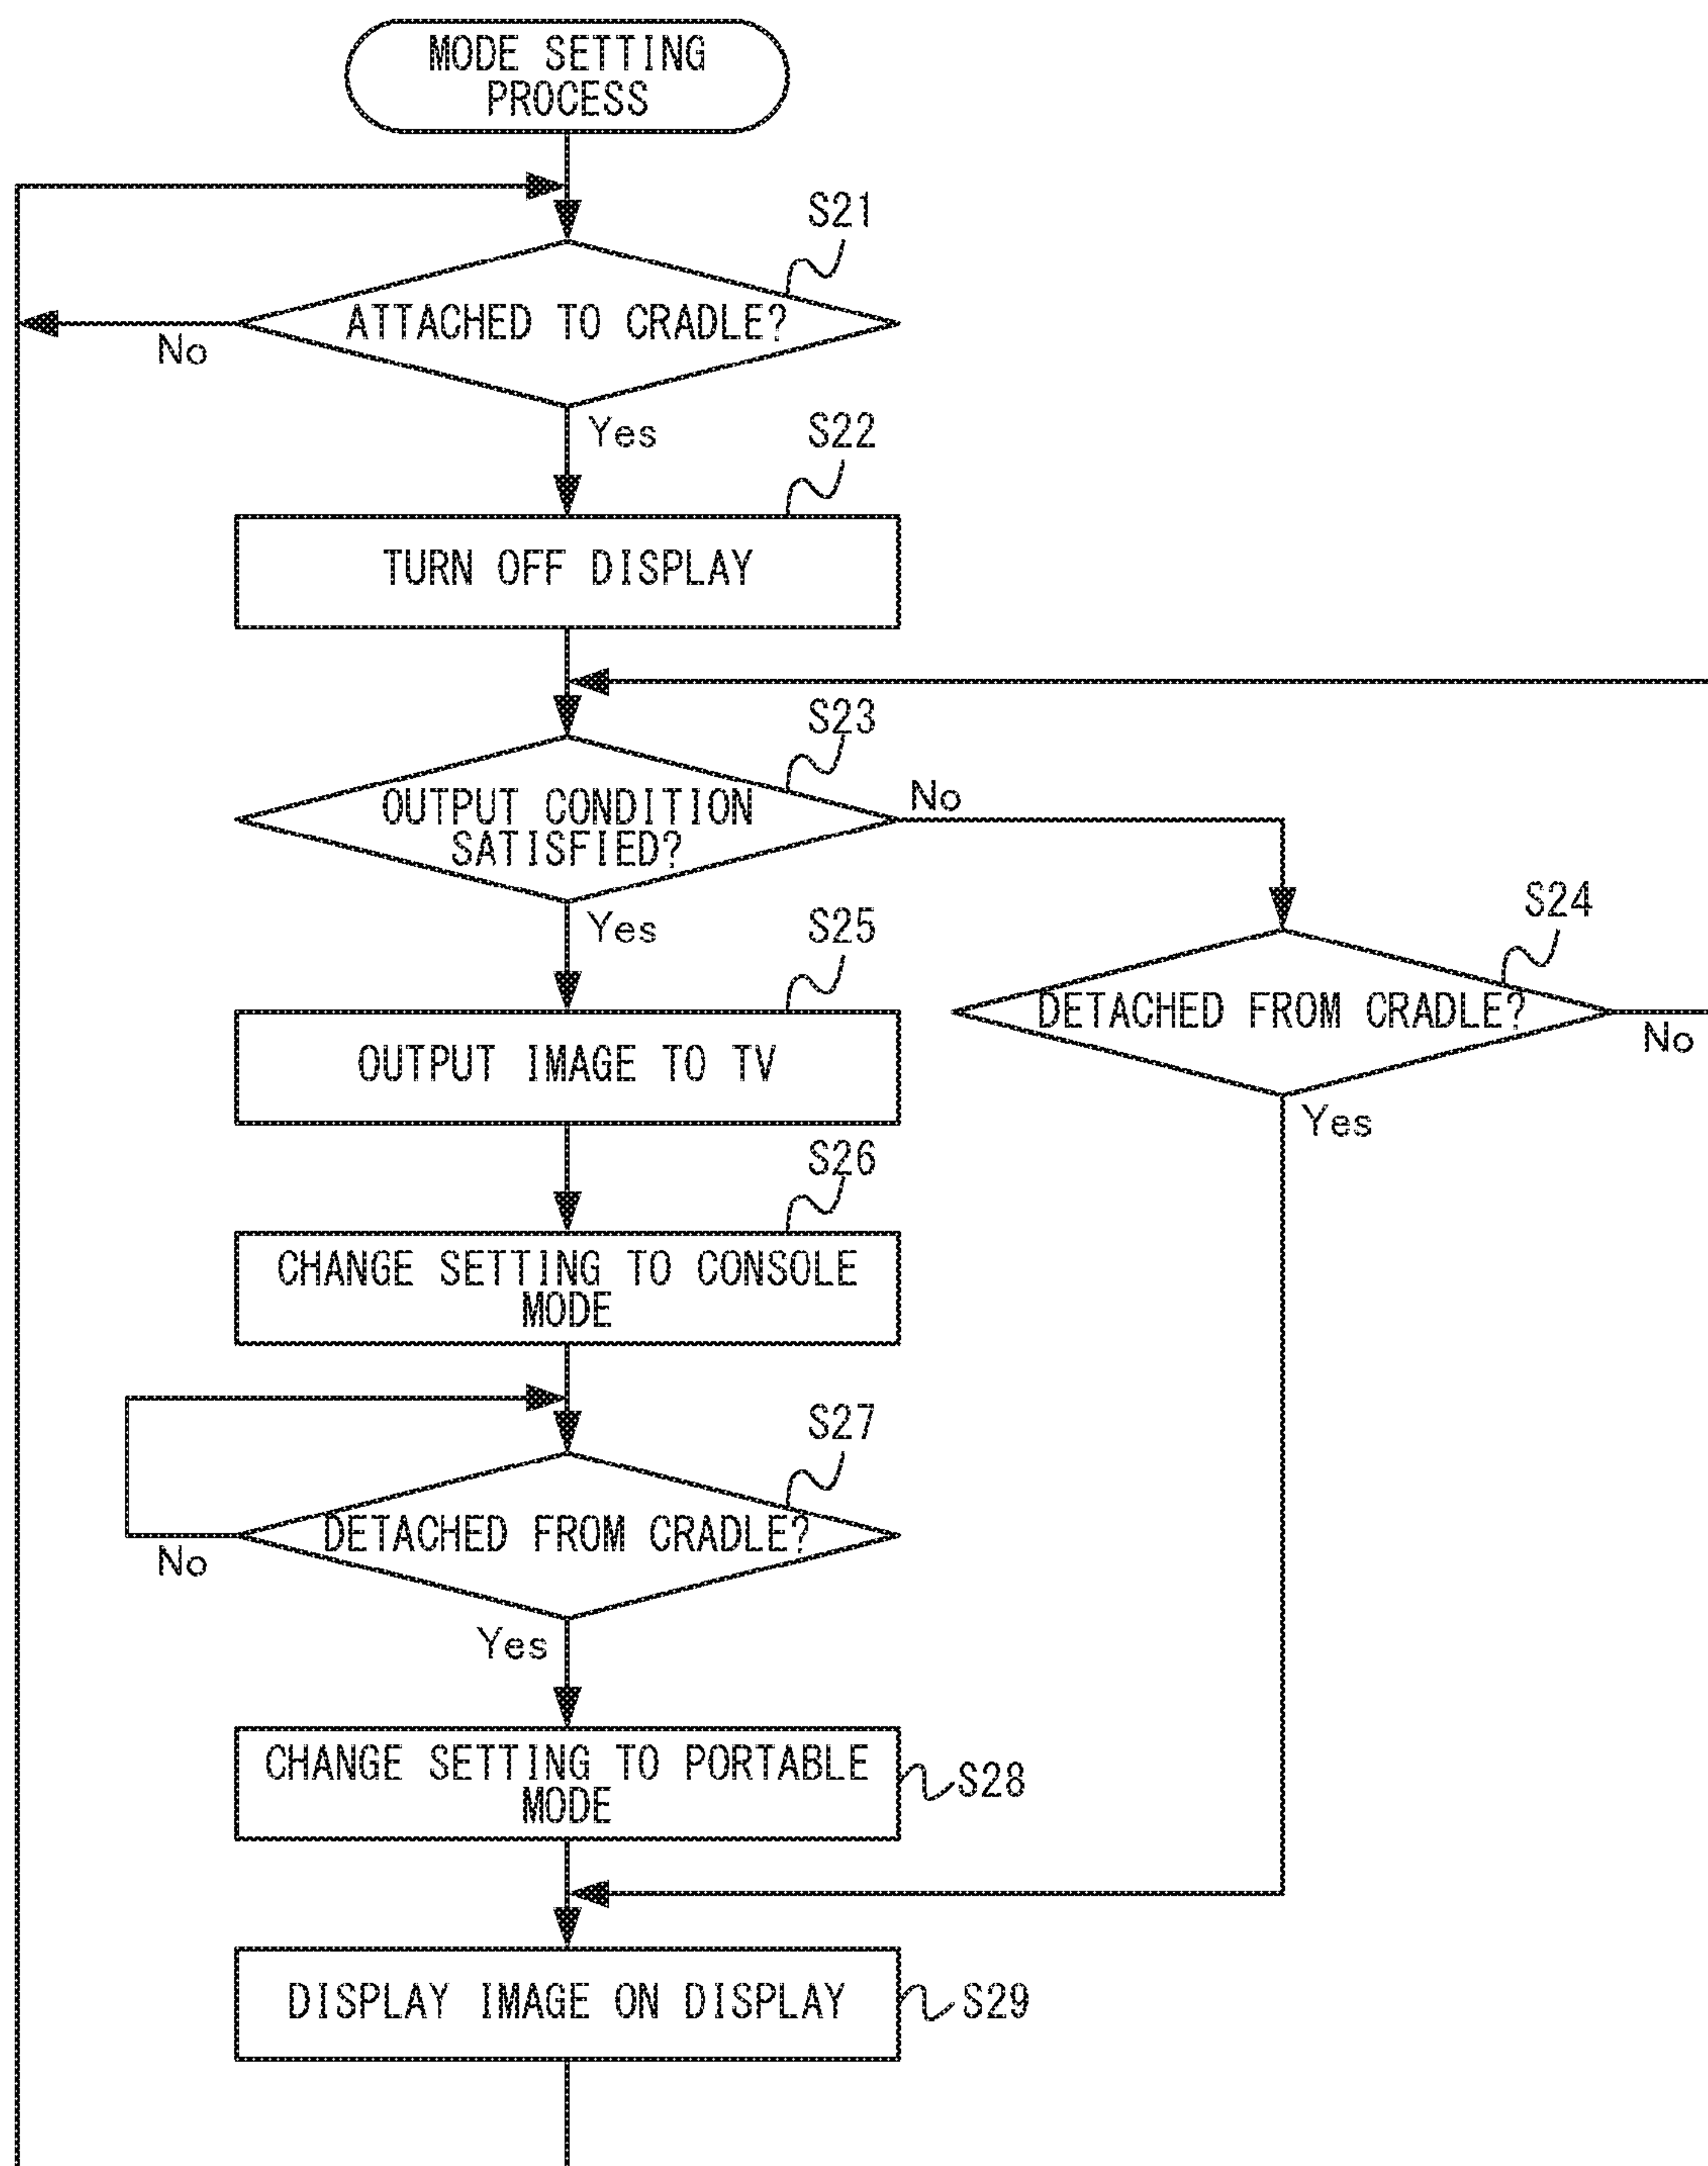 MODE SETTING
PROCESS
S21
ATTACHED TO CRADLE?
No
Yes
S22
TURN OFF DISPLAY
S23
OUTPUT CONDITION
SATISFIED?
No
Yes
S24
DETACHED FROM CRADLE?
No
Yes
S25
OUTPUT IMAGE TO TV
S26
CHANGE SETTING TO CONSOLE
MODE
S27
DETACHED FROM CRADLE?
No
Yes
CHANGE SETTING TO PORTABLE
MODE
S28
DISPLAY IMAGE ON DISPLAY
S29